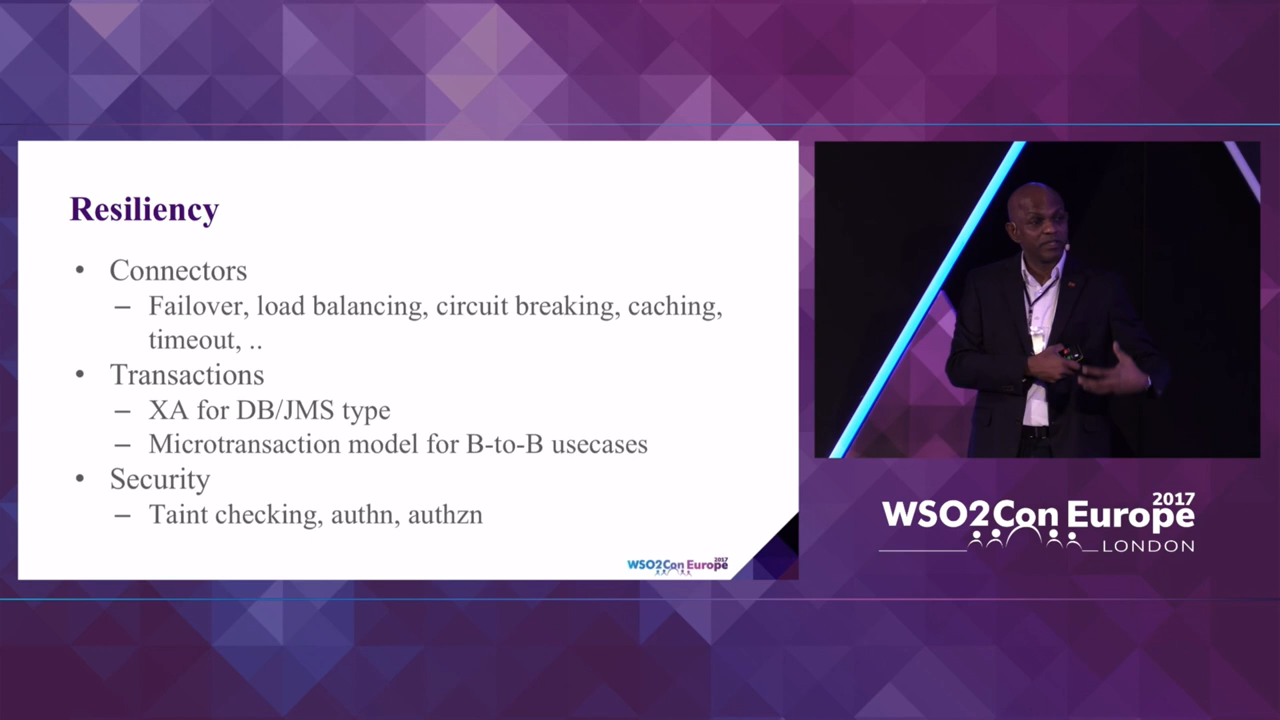 Resiliency
• Connectors
– Failover, load balancing, circuit breaking, caching,
timeout, ..
• Transactions
– XA for DB/JMS type
– Microtransaction model for B-to-B usecases
• Security
– Taint checking, authn, authzn
WSO2Con Europe 2017
2017
WSO2Con Europe
LONDON